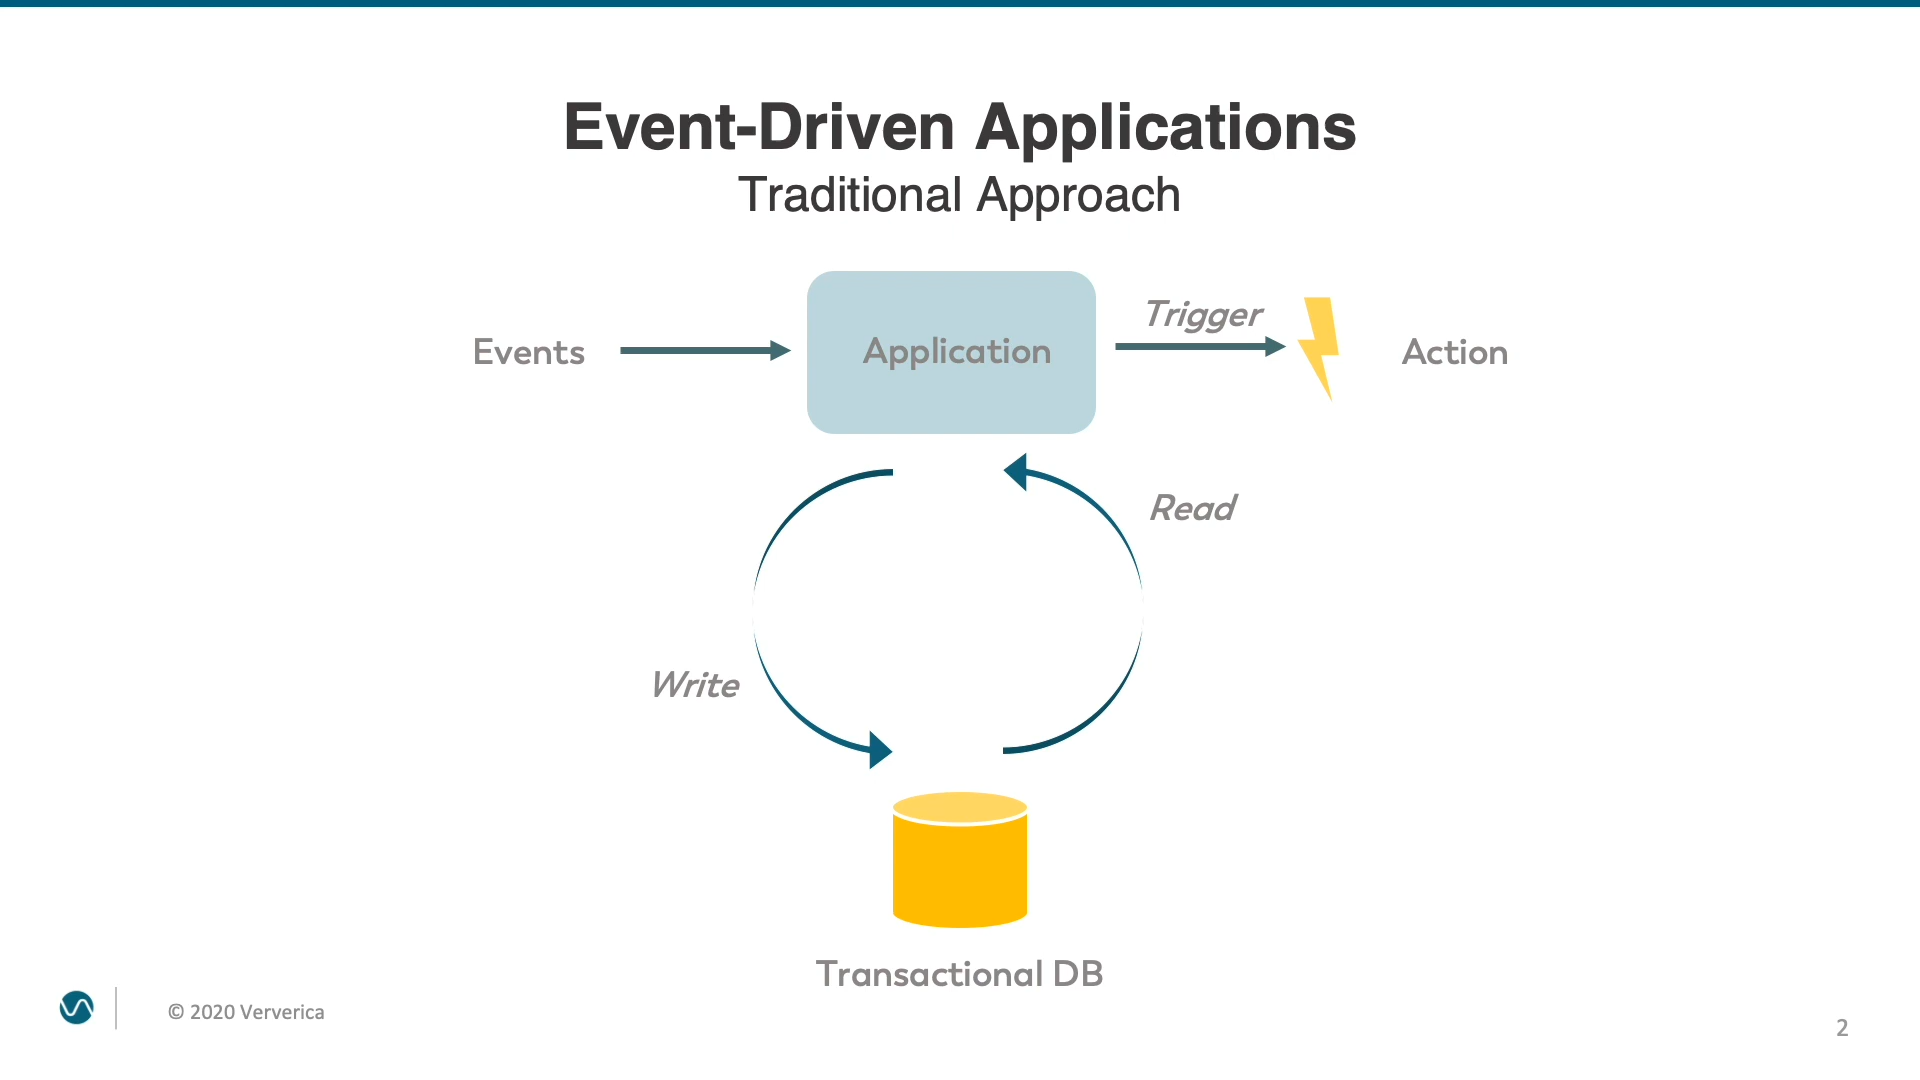 Event-Driven Applications
Traditional Approach
Events
Application
Trigger
Action
Read
Write
Transactional DB
© 2020 Ververica
2